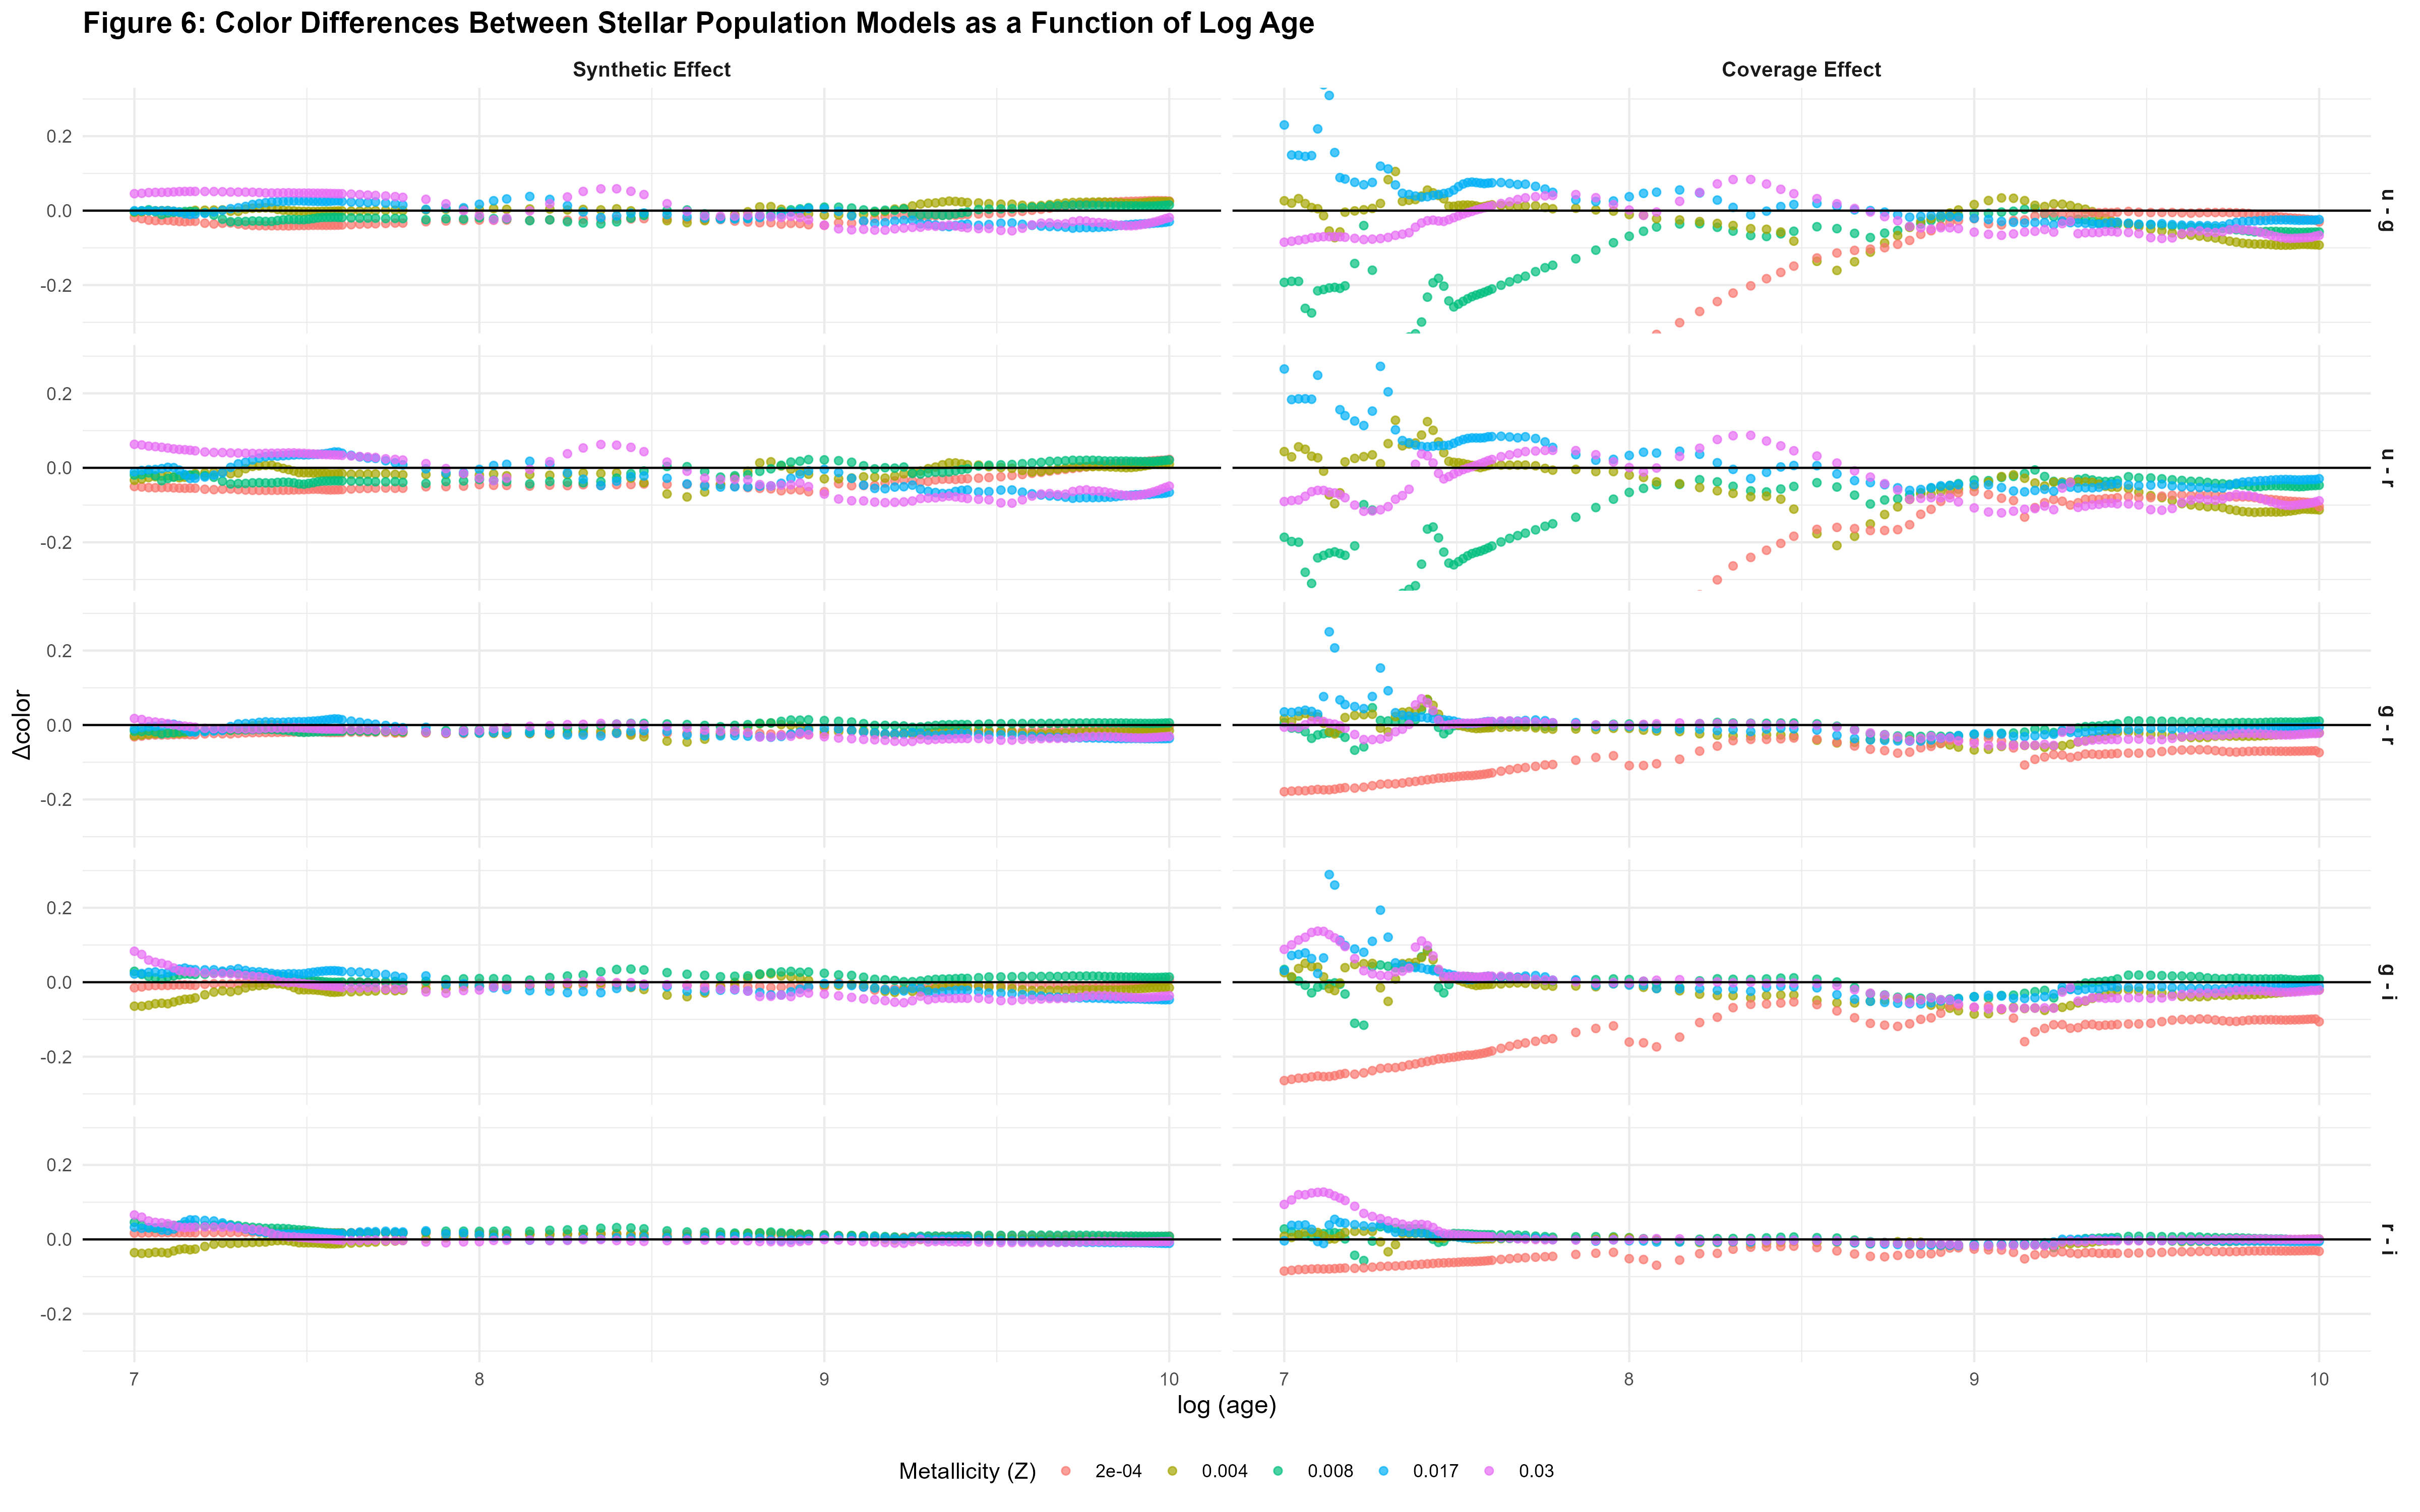 Figure 6: Color Differences Between Stellar Population Models as a Function of Log Age
Synthetic Effect
Coverage Effect
0.2
0.0
-0.2
u - g
0.2
0.0
-0.2
u - r
0.2
0.0
-0.2
g - r
0.2
0.0
-0.2
g - i
0.2
0.0
-0.2
r - i
Δcolor
7 8 9 10
7 8 9 10
log (age)
Metallicity (Z) 2e-04 0.004 0.008 0.017 0.03